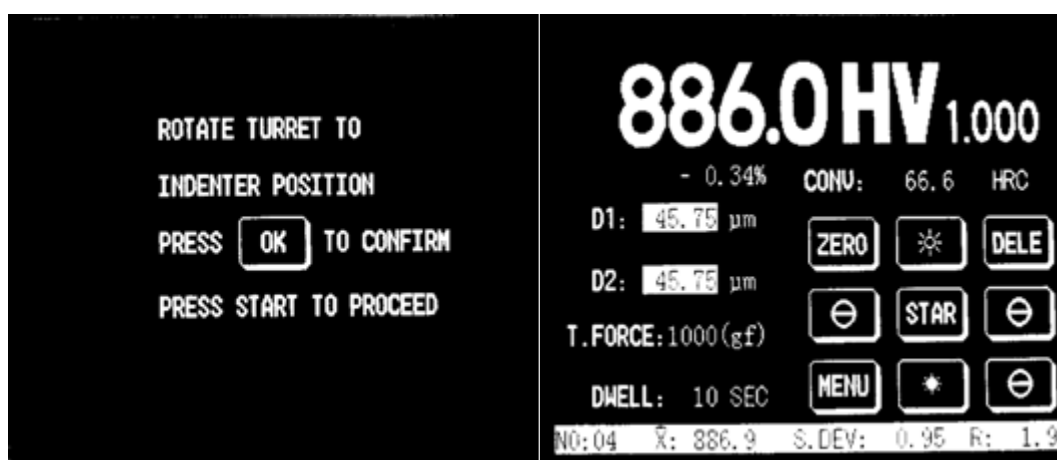 ROTATE TURRET TO
INDENTER POSITION
PRESS OK TO CONFIRM
PRESS START TO PROCEED
886.0 HV 1.000
- 0.34% CONV: 66.6 HRC
D1: 45.75 µm
ZERO DELE
D2: 45.75 µm
STAR
T.FORCE:1000(gf)
MENU
DWELL: 10 SEC
NO:04 X̄: 886.9 S.DEV: 0.95 R: 1.9